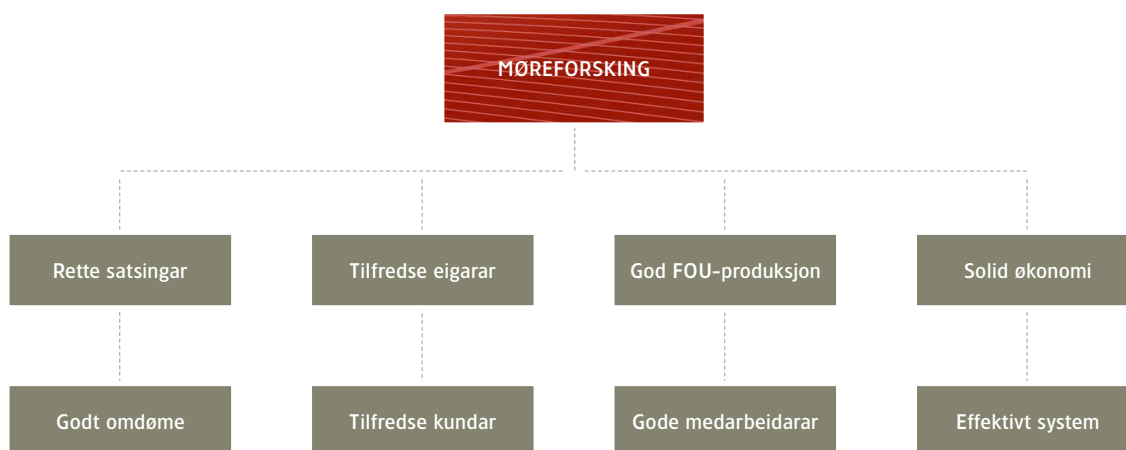 MØREFORSKING
Rette satsingar
Tilfredse eigarar
God FOU-produksjon
Solid økonomi
Godt omdøme
Tilfredse kundar
Gode medarbeidarar
Effektivt system